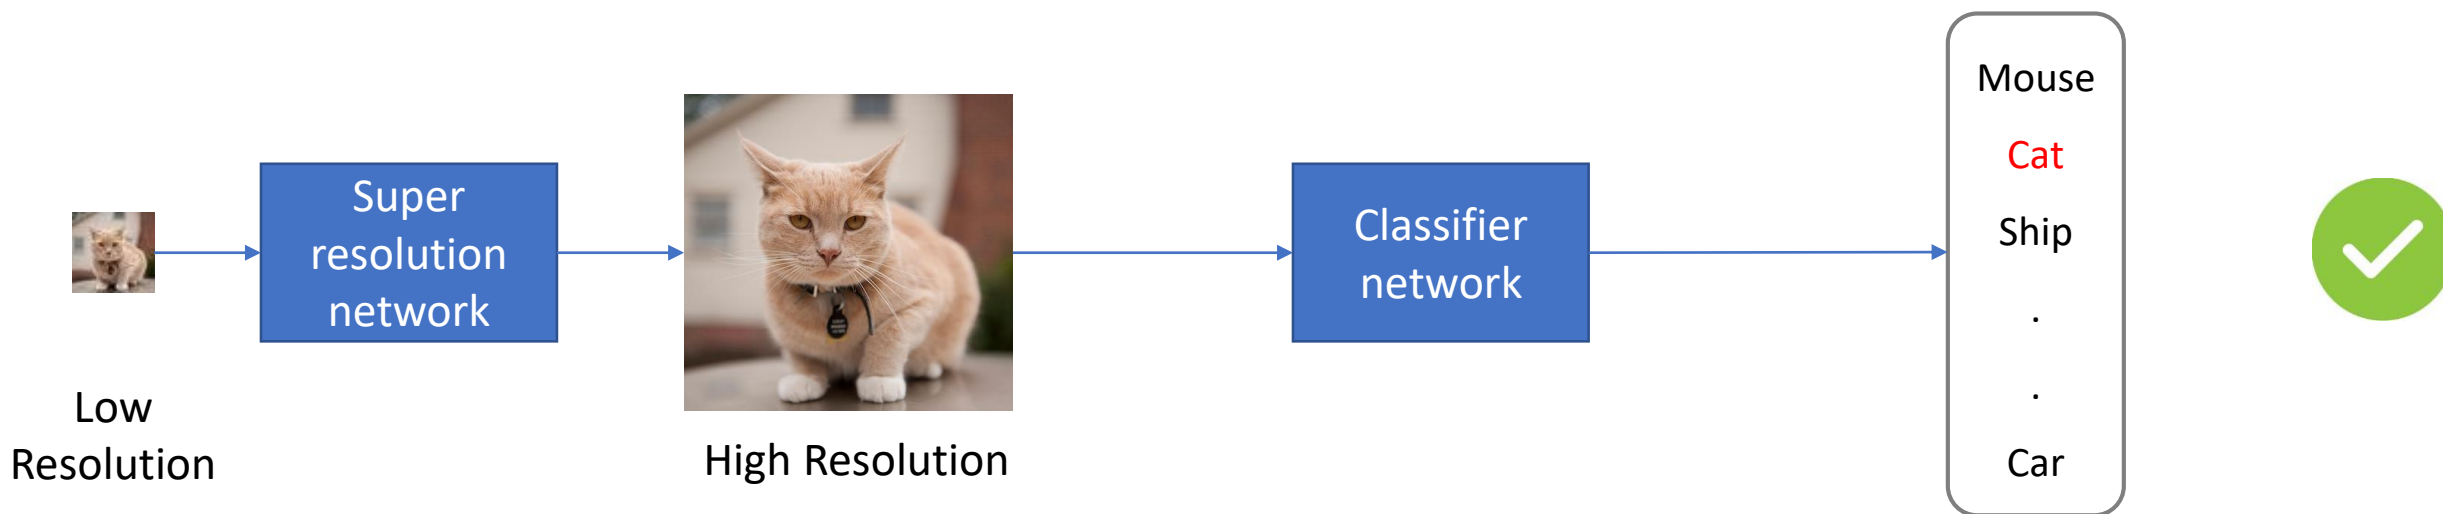 Low
Resolution
Super
resolution
network
High Resolution
Classifier
network
Mouse
Cat
Ship
.
.
Car